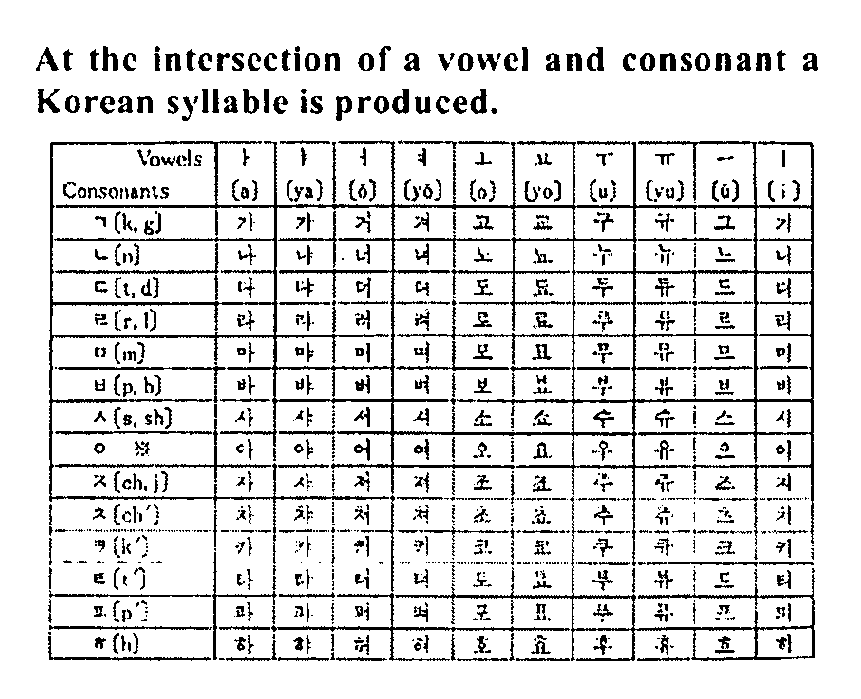 At the intersection of a vowel and consonant a
Korean syllable is produced.
Vowels ㅏ ㅑ ㅓ ㅕ ㅗ ㅛ ㅜ ㅠ ㅡ ㅣ
Consonants (a) (ya) (ŏ) (yŏ) (o) (yo) (u) (yu) (ŭ) (i)
ㄱ (k, g) 가 갸 거 겨 고 교 구 규 그 기
ㄴ (n) 나 냐 너 녀 노 뇨 누 뉴 느 니
ㄷ (t, d) 다 댜 더 뎌 도 됴 두 듀 드 디
ㄹ (r, l) 라 랴 러 려 로 료 루 류 르 리
ㅁ (m) 마 먀 머 며 모 묘 무 뮤 므 미
ㅂ (p, b) 바 뱌 버 벼 보 뵤 부 뷰 브 비
ㅅ (s, sh) 사 샤 서 셔 소 쇼 수 슈 스 시
ㅇ ※ 아 야 어 여 오 요 우 유 으 이
ㅈ (ch, j) 자 쟈 저 져 조 죠 주 쥬 즈 지
ㅊ (ch′) 차 챠 처 쳐 초 쵸 추 츄 츠 치
ㅋ (k′) 카 캬 커 켜 코 쿄 쿠 큐 크 키
ㅌ (t′) 타 탸 터 텨 토 툐 투 튜 트 티
ㅍ (p′) 파 퍄 퍼 펴 포 표 푸 퓨 프 피
ㅎ (h) 하 햐 허 혀 호 효 후 휴 흐 히